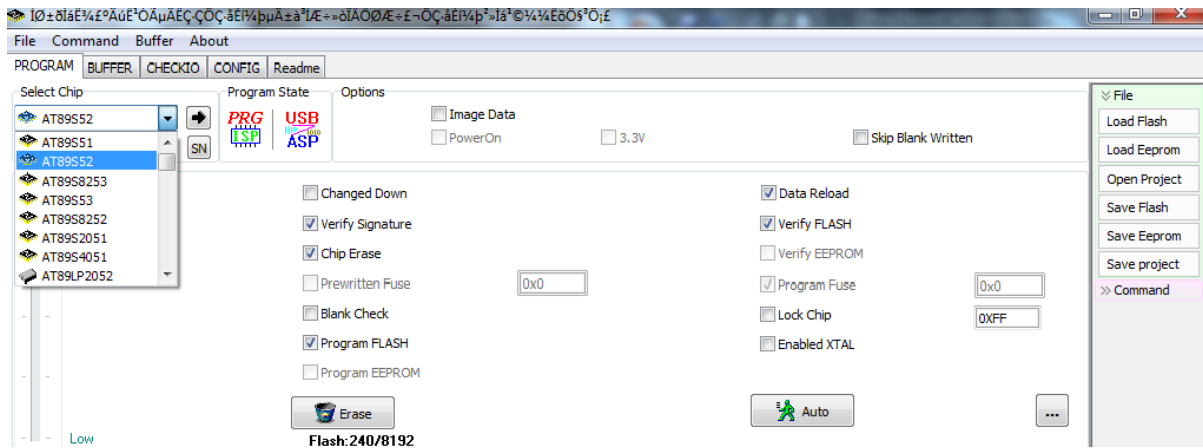 File Command Buffer About
PROGRAM BUFFER CHECKIO CONFIG Readme
Select Chip Program State Options
AT89S52
PRG ISP
USB ASP
SN
Image Data
PowerOn 3.3V Skip Blank Written
AT89S51
AT89S52
AT89S8253
AT89S53
AT89S8252
AT89S2051
AT89S4051
AT89LP2052
Changed Down Data Reload
Verify Signature Verify FLASH
Chip Erase Verify EEPROM
Prewritten Fuse 0x0 Program Fuse 0x0
Blank Check Lock Chip 0XFF
Program FLASH Enabled XTAL
Program EEPROM
Erase Auto ...
Low Flash:240/8192
File
Load Flash
Load Eeprom
Open Project
Save Flash
Save Eeprom
Save project
Command